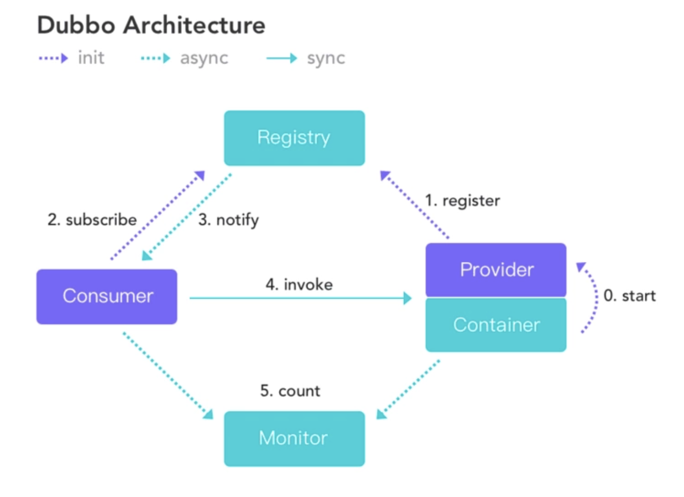 Dubbo Architecture
init async sync
Registry
1. register
2. subscribe 3. notify
Provider
4. invoke
Consumer
0. start
Container
5. count
Monitor